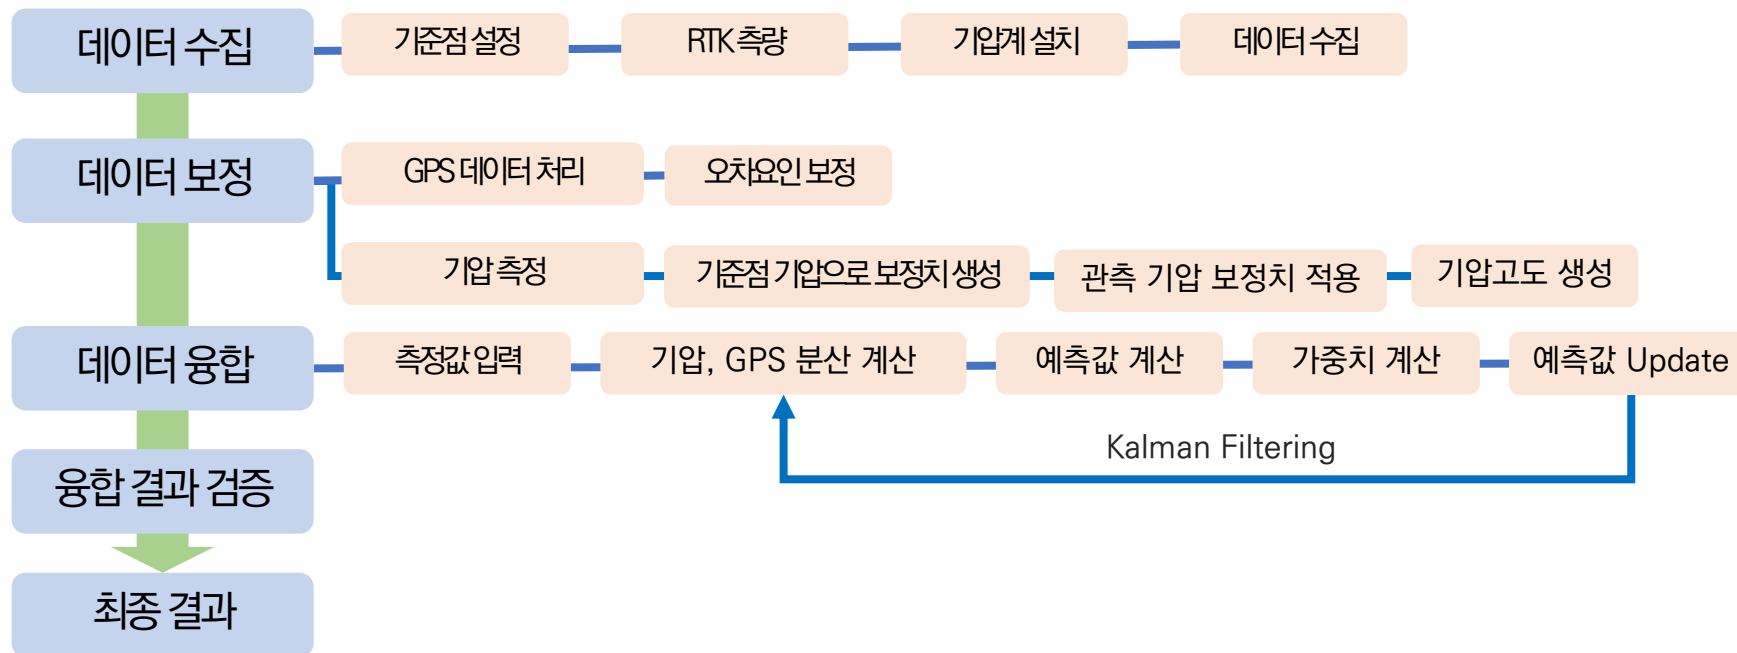 데이터 수집
기준점 설정
RTK 측량
기압계 설치
데이터 수집
데이터 보정
GPS 데이터 처리
오차요인 보정
기압 측정
기준점 기압으로 보정치 생성
관측 기압 보정치 적용
기압고도 생성
데이터 융합
측정값 입력
기압, GPS 분산 계산
예측값 계산
가중치 계산
예측값 Update
Kalman Filtering
융합 결과 검증
최종 결과